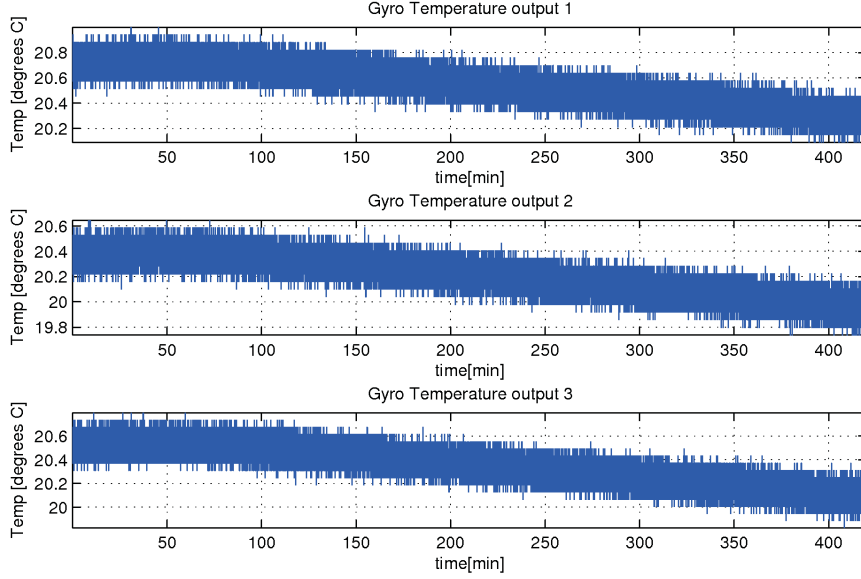 Gyro Temperature output 1
Temp [degrees C]
20.8
20.6
20.4
20.2
50 100 150 200 250 300 350 400
time[min]
Gyro Temperature output 2
Temp [degrees C]
20.6
20.4
20.2
20
19.8
50 100 150 200 250 300 350 400
time[min]
Gyro Temperature output 3
Temp [degrees C]
20.6
20.4
20.2
20
50 100 150 200 250 300 350 400
time[min]